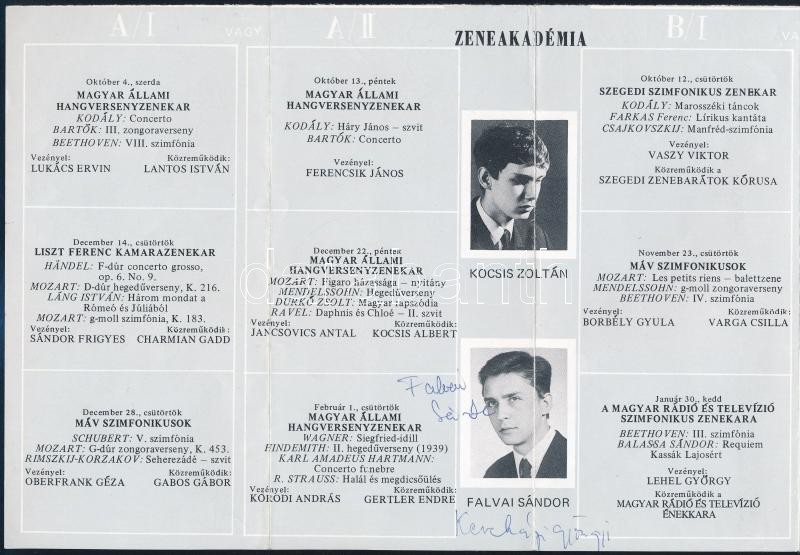 A/I
VAGY
A/II
ZENEAKADÉMIA
B/I
Október 4., szerda
MAGYAR ÁLLAMI
HANGVERSENYZENEKAR
KODÁLY: Concerto
BARTÓK: III. zongoraverseny
BEETHOVEN: VIII. szimfónia
Vezényel: Közreműködik:
LUKÁCS ERVIN LANTOS ISTVÁN
December 14., csütörtök
LISZT FERENC KAMARAZENEKAR
HÄNDEL: F-dúr concerto grosso,
op. 6. No. 9.
MOZART: D-dúr hegedűverseny, K. 216.
LÁNG ISTVÁN: Három mondat a
Rómeó és Júliából
MOZART: g-moll szimfónia, K. 183.
Vezényel: Közreműködik:
SÁNDOR FRIGYES CHARMIAN GADD
December 28., csütörtök
MÁV SZIMFONIKUSOK
SCHUBERT: V. szimfónia
MOZART: G-dúr zongoraverseny, K. 453.
RIMSZKIJ-KORZAKOV: Seherezádé – szvit
Vezényel: Közreműködik:
OBERFRANK GÉZA GABOS GÁBOR
Október 13., péntek
MAGYAR ÁLLAMI
HANGVERSENYZENEKAR
KODÁLY: Háry János – szvit
BARTÓK: Concerto
Vezényel:
FERENCSIK JÁNOS
December 22., péntek
MAGYAR ÁLLAMI
HANGVERSENYZENEKAR
MOZART: Figaro házassága – nyitány
MENDELSSOHN: Hegedűverseny
DURKÓ ZSOLT: Magyar rapszódia
RAVEL: Daphnis és Chloé – II. szvit
Vezényel: Közreműködik:
JANCSOVICS ANTAL KOCSIS ALBERT
Február 1., csütörtök
MAGYAR ÁLLAMI
HANGVERSENYZENEKAR
WAGNER: Siegfried-idill
FINDEMITH: II. hegedűverseny (1939)
KARL AMADEUS HARTMANN:
Concerto funebre
R. STRAUSS: Halál és megdicsőülés
Vezényel: Közreműködik:
KÓRÓDI ANDRÁS GERTLER ENDRE
KOCSIS ZOLTÁN
Falvai
Sándor
FALVAI SÁNDOR
Október 12., csütörtök
SZEGEDI SZIMFONIKUS ZENEKAR
KODÁLY: Marosszéki táncok
FARKAS Ferenc: Lírikus kantáta
CSAJKOVSZKIJ: Manfréd-szimfónia
Vezényel:
VASZY VIKTOR
Közreműködik a
SZEGEDI ZENEBARÁTOK KÓRUSA
November 23., csütörtök
MÁV SZIMFONIKUSOK
MOZART: Les petits riens – balettzene
MENDELSSOHN: g-moll zongoraverseny
BEETHOVEN: IV. szimfónia
Vezényel: Közreműködik:
BORBÉLY GYULA VARGA CSILLA
Január 30., kedd
A MAGYAR RÁDIÓ ÉS TELEVÍZIÓ
SZIMFONIKUS ZENEKARA
BEETHOVEN: III. szimfónia
BALASSA SÁNDOR: Requiem
Kassák Lajosért
Vezényel:
LEHEL GYÖRGY
Közreműködik a
MAGYAR RÁDIÓ ÉS TELEVÍZIÓ
ÉNEKKARA